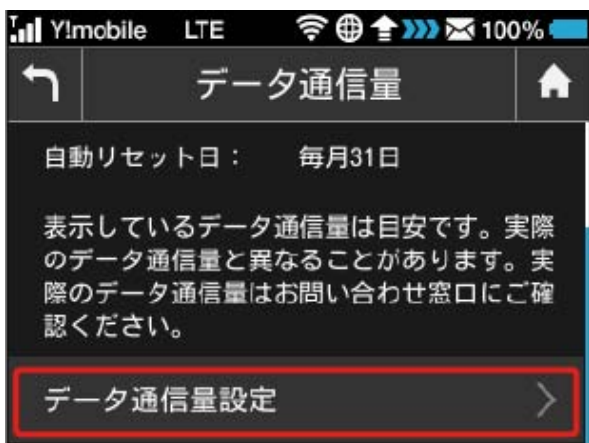 Y!mobile LTE 100%
データ通信量
自動リセット日： 毎月31日
表示しているデータ通信量は目安です。実際
のデータ通信量と異なることがあります。実
際のデータ通信量はお問い合わせ窓口にご確
認ください。
データ通信量設定